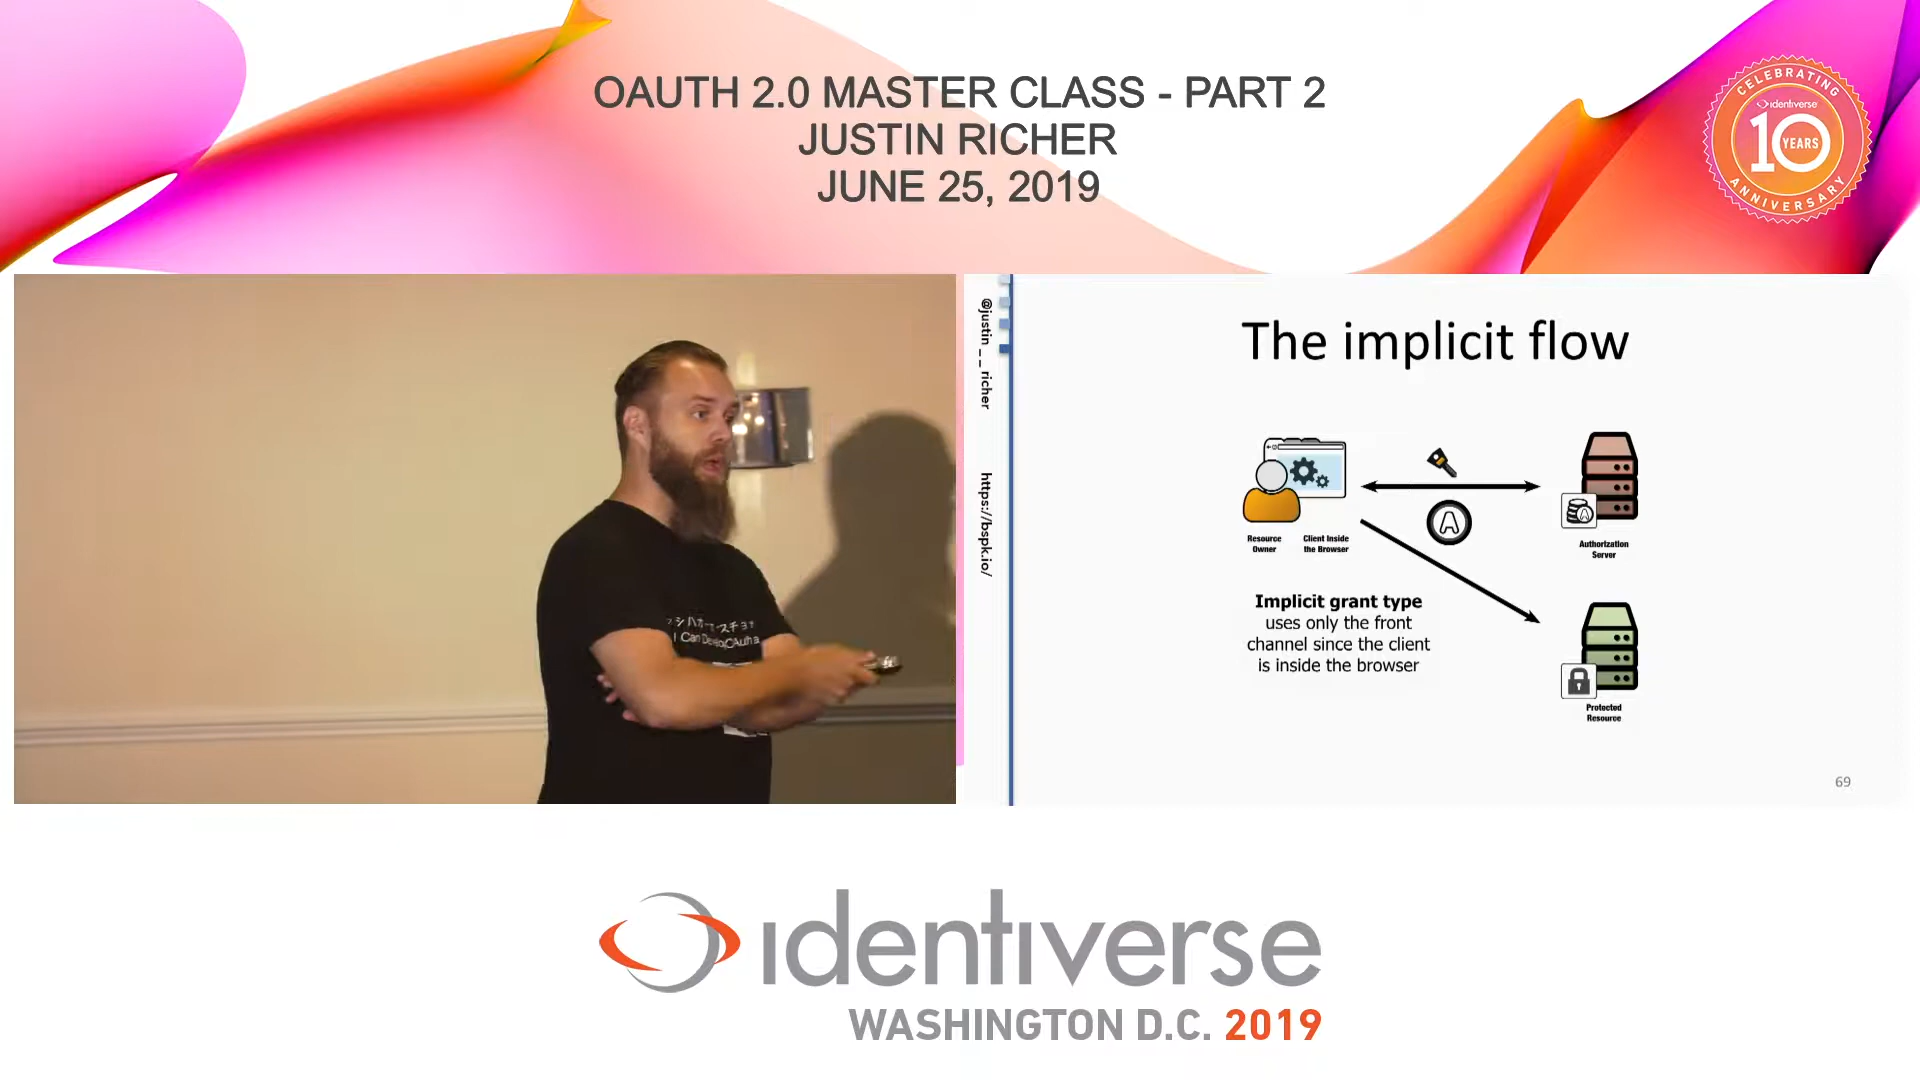 OAUTH 2.0 MASTER CLASS - PART 2
JUSTIN RICHER
JUNE 25, 2019
CELEBRATING
identiverse
10
YEARS
ANNIVERSARY
I Can
@justin__richer
https://bspk.io/
The implicit flow
A
A
Resource
Owner
Client Inside
the Browser
Authorization
Server
Implicit grant type
uses only the front
channel since the client
is inside the browser
Protected
Resource
69
identiverse
WASHINGTON D.C. 2019